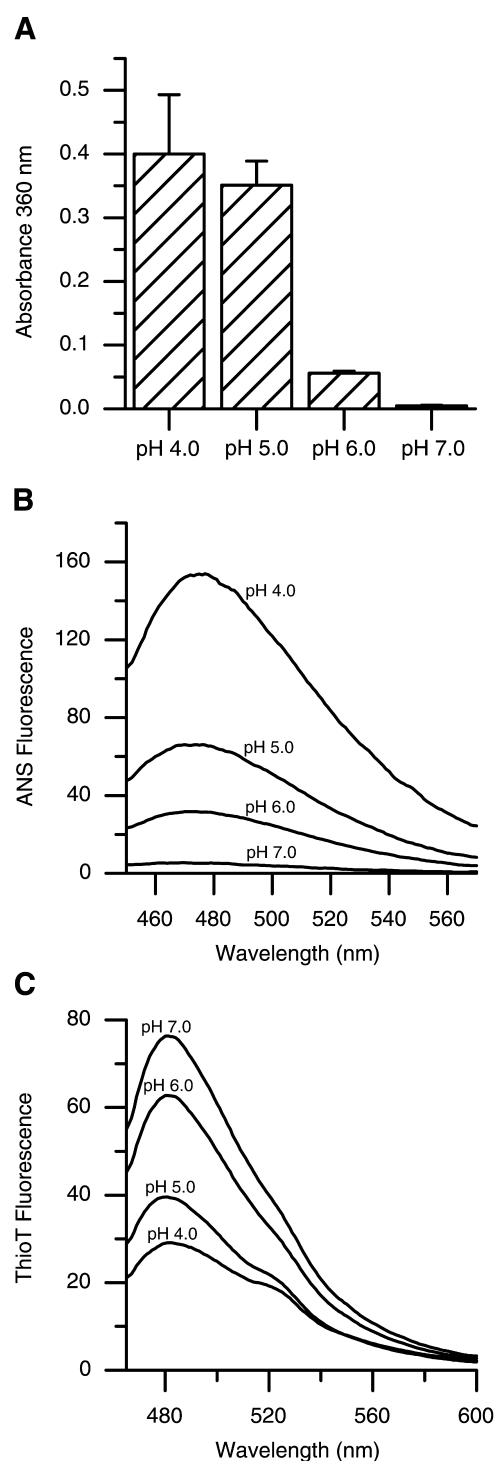 A
Absorbance 360 nm
0.5
0.4
0.3
0.2
0.1
0.0
pH 4.0 pH 5.0 pH 6.0 pH 7.0
B
ANS Fluorescence
160
120
80
40
0
pH 4.0
pH 5.0
pH 6.0
pH 7.0
460 480 500 520 540 560
Wavelength (nm)
C
ThioT Fluorescence
80
60
40
20
0
pH 7.0
pH 6.0
pH 5.0
pH 4.0
480 520 560 600
Wavelength (nm)